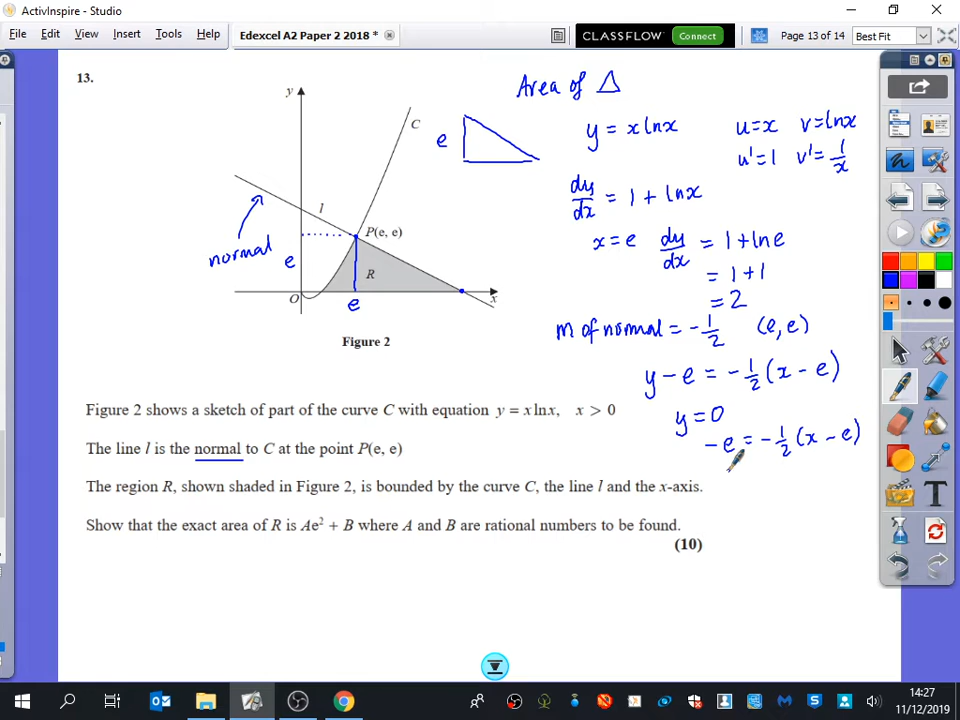 ActivInspire - Studio
File Edit View Insert Tools Help
Edexcel A2 Paper 2 2018 *
CLASSFLOW Connect
Page 13 of 14
Best Fit
13.
y
C
l
P(e, e)
R
O
x
normal
e
e
Figure 2
Area of △
e
y = x lnx
u = x v = lnx
u' = 1 v' = 1/x
dy/dx = 1 + lnx
x = e dy/dx = 1 + lne
= 1 + 1
= 2
m of normal = -1/2 (e, e)
y - e = -1/2 (x - e)
y = 0
-e = -1/2 (x - e)
Figure 2 shows a sketch of part of the curve C with equation y = x ln x, x > 0
The line l is the normal to C at the point P(e, e)
The region R, shown shaded in Figure 2, is bounded by the curve C, the line l and the x-axis.
Show that the exact area of R is Ae² + B where A and B are rational numbers to be found.
(10)
14:27
11/12/2019